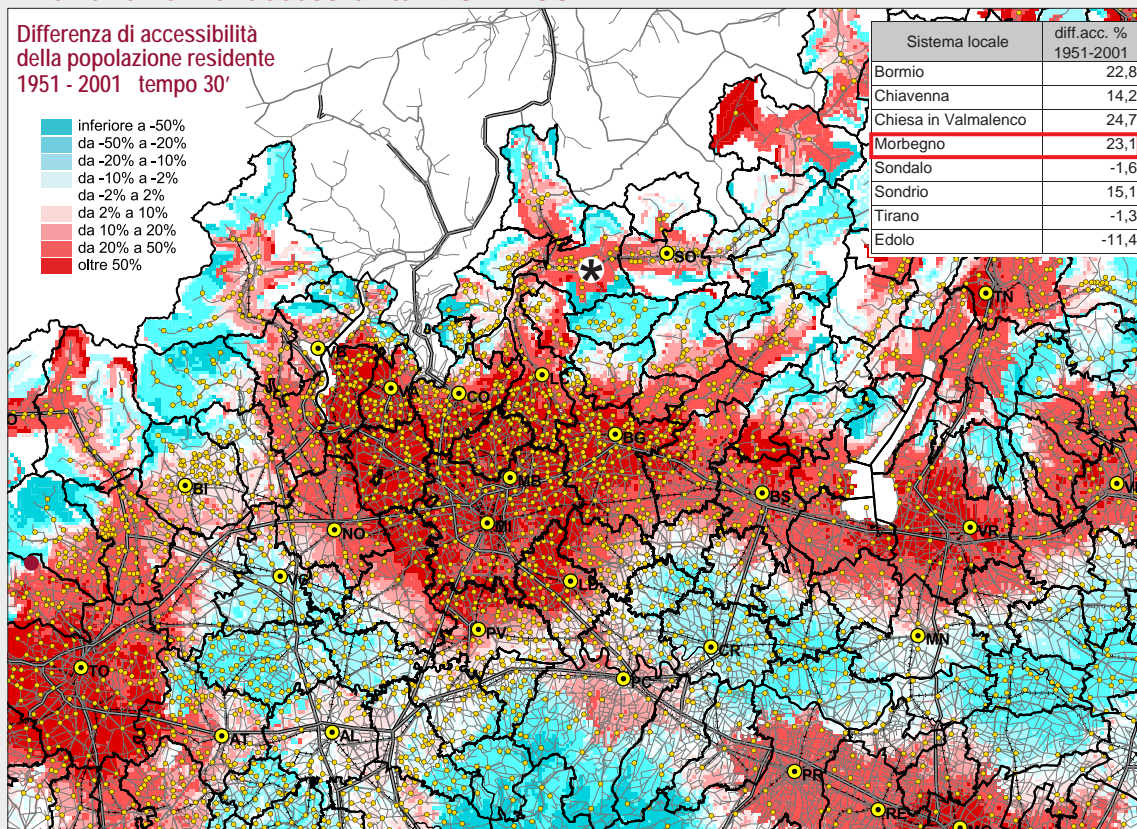 Differenza di accessibilità
della popolazione residente
1951 - 2001 tempo 30'
inferiore a -50%
da -50% a -20%
da -20% a -10%
da -10% a -2%
da -2% a 2%
da 2% a 10%
da 10% a 20%
da 20% a 50%
oltre 50%
Sistema locale diff.acc. %
1951-2001
Bormio 22,8
Chiavenna 14,2
Chiesa in Valmalenco 24,7
Morbegno 23,1
Sondalo -1,6
Sondrio 15,1
Tirano -1,3
Edolo -11,4
*
SO
TN
CO
BG
BI
MB
BS
MI
NO
VR
PV
MN
CR
TO
PC
AT
AL
PR
RE